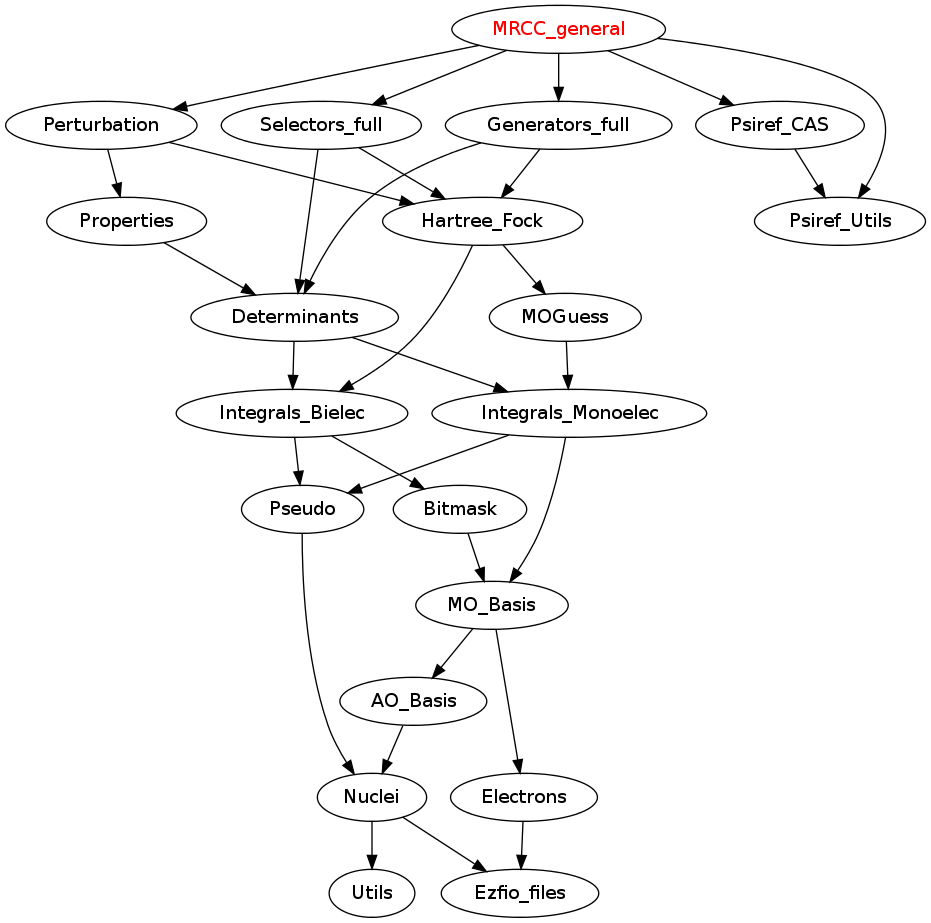 MRCC_general
Perturbation
Selectors_full
Generators_full
Psiref_CAS
Properties
Hartree_Fock
Psiref_Utils
Determinants
MOGuess
Integrals_Bielec
Integrals_Monoelec
Pseudo
Bitmask
MO_Basis
AO_Basis
Nuclei
Electrons
Utils
Ezfio_files